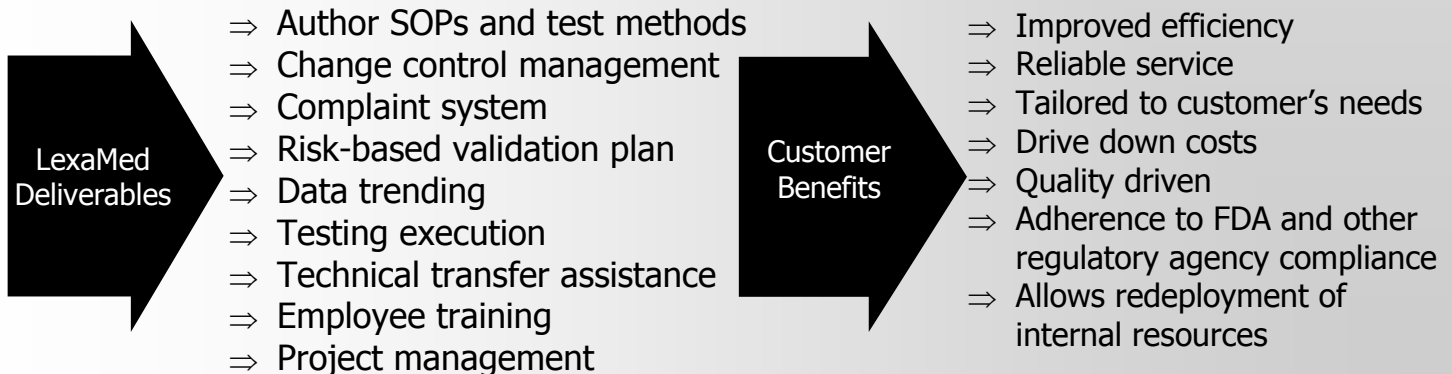 LexaMed
Deliverables
⇒ Author SOPs and test methods
⇒ Change control management
⇒ Complaint system
⇒ Risk-based validation plan
⇒ Data trending
⇒ Testing execution
⇒ Technical transfer assistance
⇒ Employee training
⇒ Project management
Customer
Benefits
⇒ Improved efficiency
⇒ Reliable service
⇒ Tailored to customer’s needs
⇒ Drive down costs
⇒ Quality driven
⇒ Adherence to FDA and other
regulatory agency compliance
⇒ Allows redeployment of
internal resources